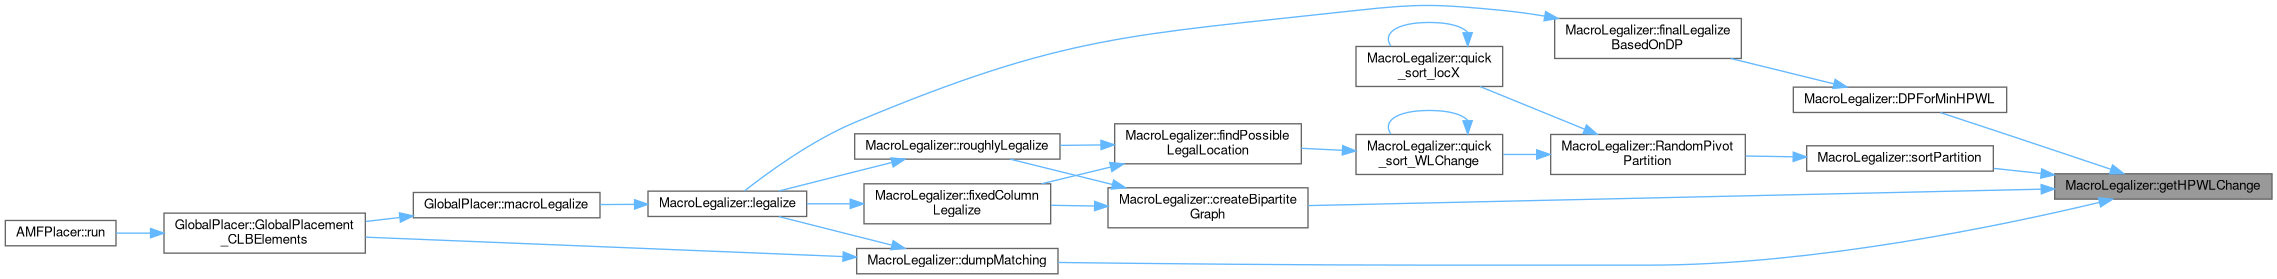 AMFPlacer::run
GlobalPlacer::GlobalPlacement
_CLBElements
GlobalPlacer::macroLegalize
MacroLegalizer::legalize
MacroLegalizer::roughlyLegalize
MacroLegalizer::fixedColumn
Legalize
MacroLegalizer::dumpMatching
MacroLegalizer::findPossible
LegalLocation
MacroLegalizer::createBipartite
Graph
MacroLegalizer::quick
_sort_locX
MacroLegalizer::quick
_sort_WLChange
MacroLegalizer::finalLegalize
BasedOnDP
MacroLegalizer::RandomPivot
Partition
MacroLegalizer::DPForMinHPWL
MacroLegalizer::sortPartition
MacroLegalizer::getHPWLChange